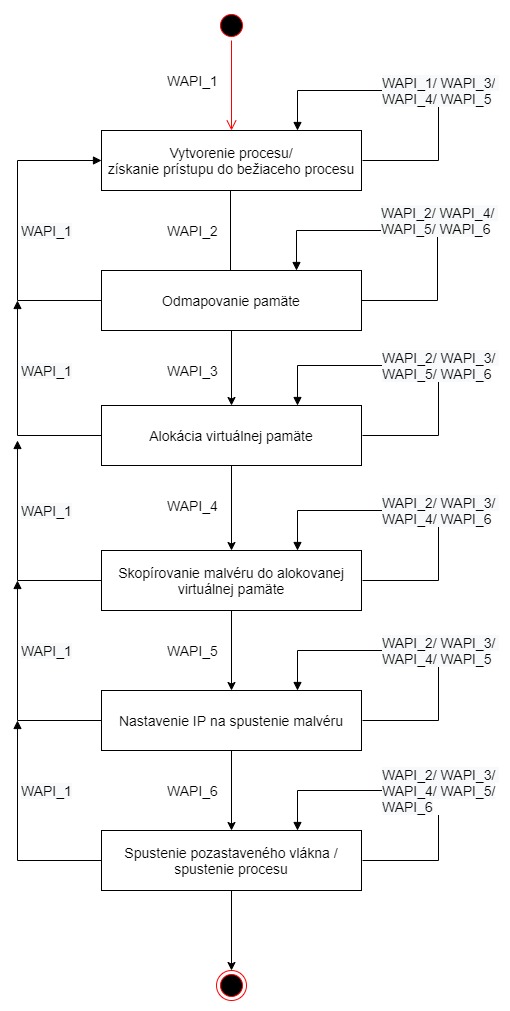 WAPI_1
WAPI_1/ WAPI_3/
WAPI_4/ WAPI_5
Vytvorenie procesu/
získanie prístupu do bežiaceho procesu
WAPI_1
WAPI_2
WAPI_2/ WAPI_4/
WAPI_5/ WAPI_6
Odmapovanie pamäte
WAPI_1
WAPI_3
WAPI_2/ WAPI_3/
WAPI_5/ WAPI_6
Alokácia virtuálnej pamäte
WAPI_1
WAPI_4
WAPI_2/ WAPI_3/
WAPI_4/ WAPI_6
Skopírovanie malvéru do alokovanej
virtuálnej pamäte
WAPI_1
WAPI_5
WAPI_2/ WAPI_3/
WAPI_4/ WAPI_5
Nastavenie IP na spustenie malvéru
WAPI_1
WAPI_6
WAPI_2/ WAPI_3/
WAPI_4/ WAPI_5/
WAPI_6
Spustenie pozastaveného vlákna /
spustenie procesu